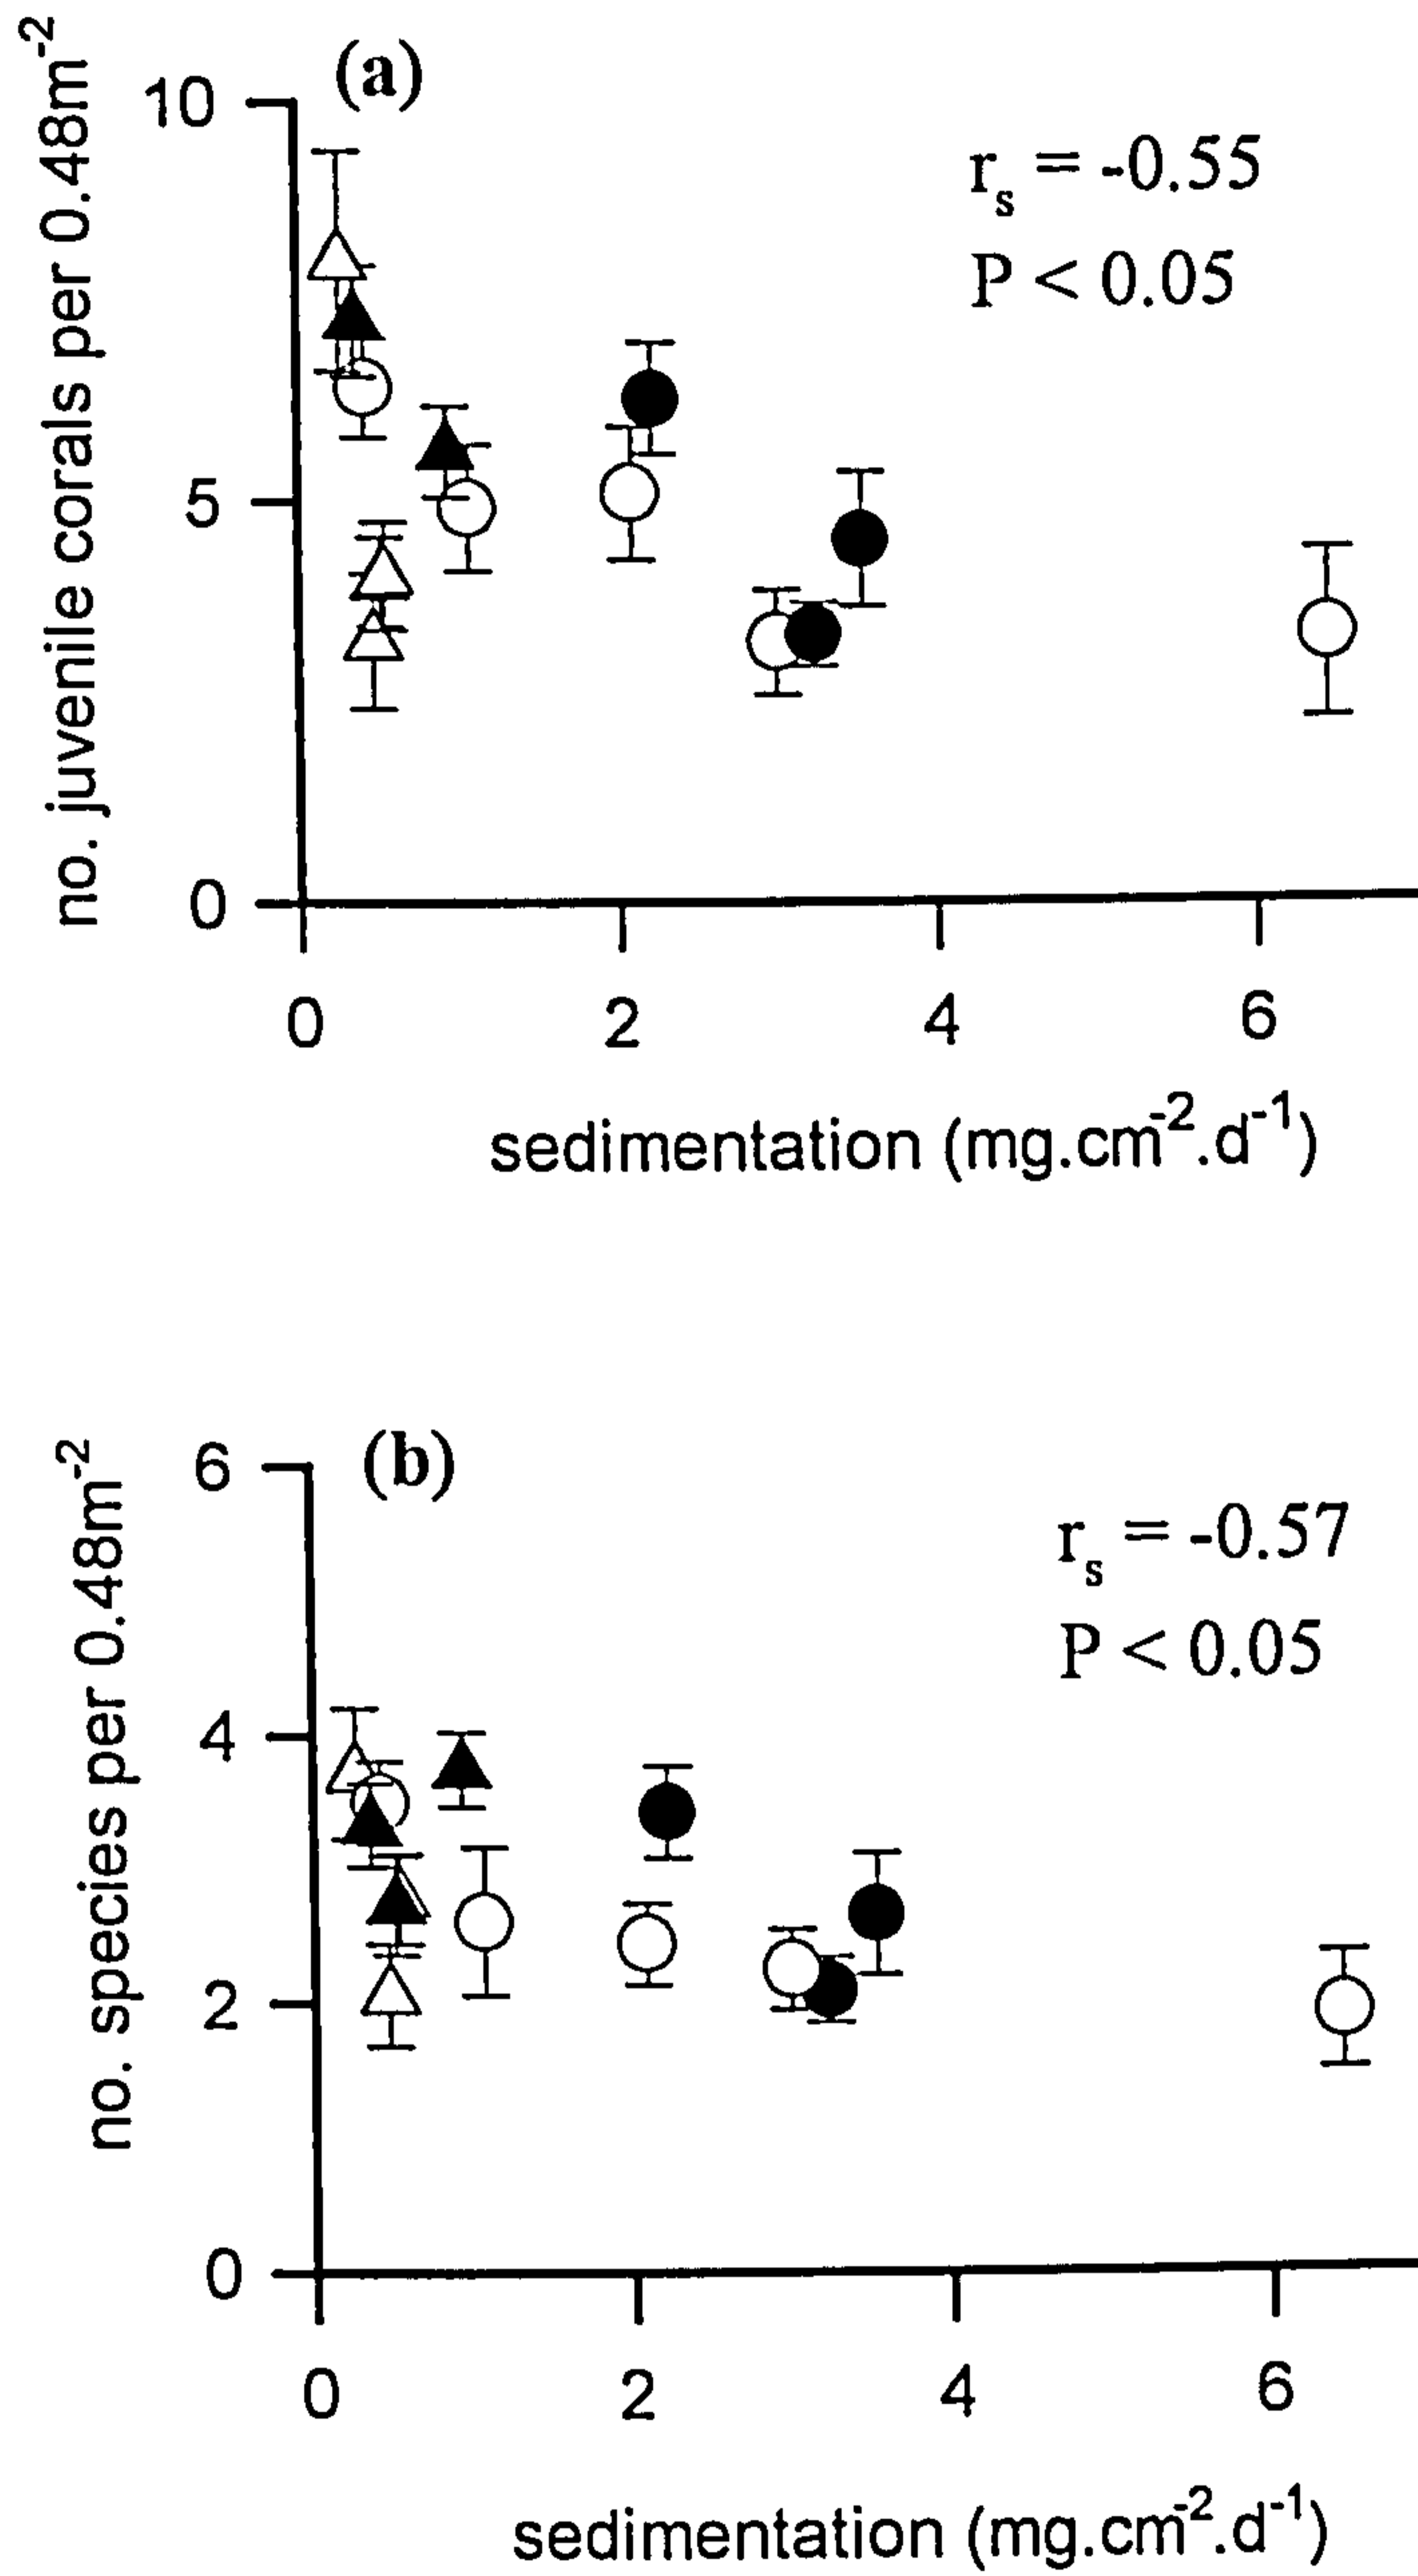 (a)
no. juvenile corals per 0.48m⁻²
10
5
0
r_s = -0.55
P < 0.05
0 2 4 6
sedimentation (mg.cm⁻².d⁻¹)
(b)
no. species per 0.48m⁻²
6
4
2
0
r_s = -0.57
P < 0.05
0 2 4 6
sedimentation (mg.cm⁻².d⁻¹)